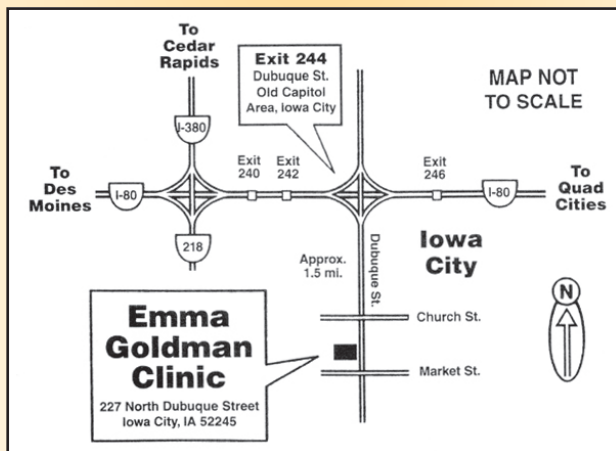 To
Cedar
Rapids
Exit 244
Dubuque St.
Old Capitol
Area, Iowa City
MAP NOT
TO SCALE
I-380
To
Des
Moines
I-80
Exit
240
Exit
242
Exit
246
I-80
To
Quad
Cities
218
Approx.
1.5 mi.
Dubuque St.
Iowa
City
N
Church St.
Market St.
Emma
Goldman
Clinic
227 North Dubuque Street
Iowa City, IA 52245